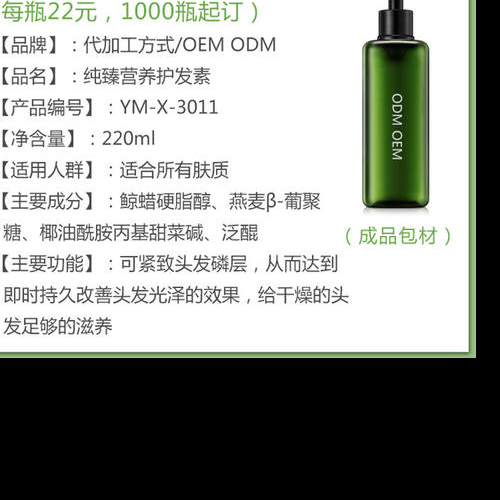 每瓶22元，1000瓶起订）
【品牌】：代加工方式/OEM ODM
【品名】：纯臻营养护发素
【产品编号】：YM-X-3011
【净含量】：220ml
【适用人群】：适合所有肤质
【主要成分】：鲸蜡硬脂醇、燕麦β-葡聚
糖、椰油酰胺丙基甜菜碱、泛醌
【主要功能】：可紧致头发磷层，从而达到
即时持久改善头发光泽的效果，给干燥的头
发足够的滋养
ODM OEM
（成品包材）